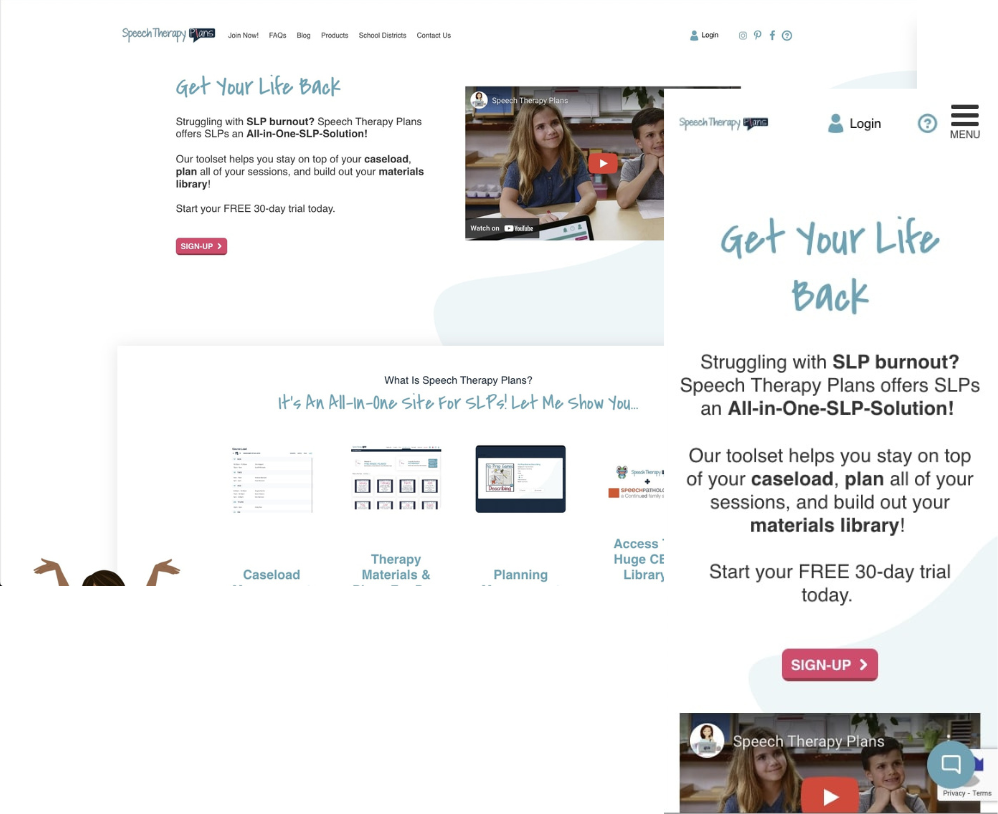 Speech Therapy Plans
Join Now! FAQs Blog Products School Districts Contact Us
Login
Get Your Life Back
Struggling with SLP burnout? Speech Therapy Plans
offers SLPs an All-in-One-SLP-Solution!
Our toolset helps you stay on top of your caseload,
plan all of your sessions, and build out your materials
library!
Start your FREE 30-day trial today.
SIGN-UP
Speech Therapy Plans
Watch on YouTube
What Is Speech Therapy Plans?
It's An All-In-One Site For SLPs! Let Me Show You...
Caseload
Therapy
Materials &
Planning
Access
Huge
Library
Speech Therapy Plans
Login
MENU
Get Your Life
Back
Struggling with SLP burnout?
Speech Therapy Plans offers SLPs
an All-in-One-SLP-Solution!
Our toolset helps you stay on top
of your caseload, plan all of your
sessions, and build out your
materials library!
Start your FREE 30-day trial
today.
SIGN-UP
Speech Therapy Plans
Privacy - Terms